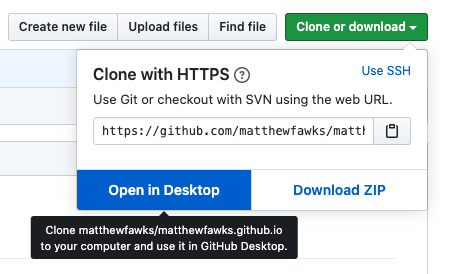 Create new file Upload files Find file Clone or download
Clone with HTTPS ? Use SSH
Use Git or checkout with SVN using the web URL.
https://github.com/matthewfawks/matth
Open in Desktop Download ZIP
Clone matthewfawks/matthewfawks.github.io
to your computer and use it in GitHub Desktop.